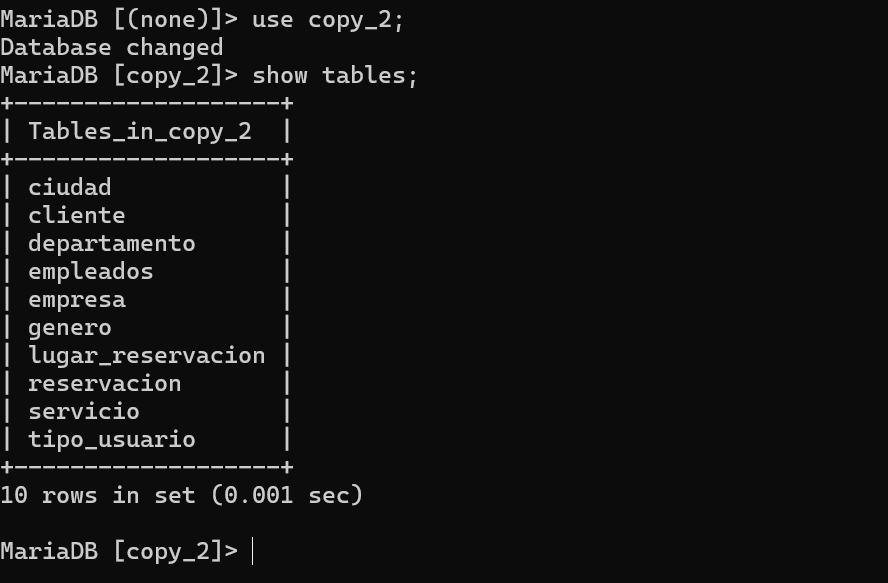 MariaDB [(none)]> use copy_2;
Database changed
MariaDB [copy_2]> show tables;
+-------------------+
| Tables_in_copy_2  |
+-------------------+
| ciudad            |
| cliente           |
| departamento      |
| empleados         |
| empresa           |
| genero            |
| lugar_reservacion |
| reservacion       |
| servicio          |
| tipo_usuario      |
+-------------------+
10 rows in set (0.001 sec)

MariaDB [copy_2]>